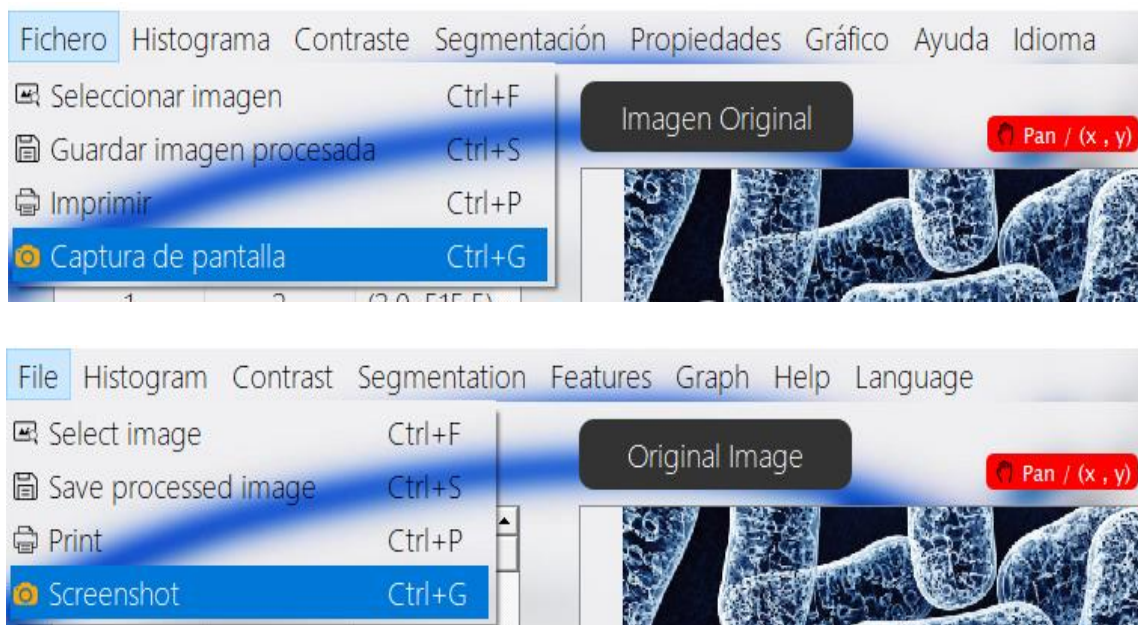 Fichero Histograma Contraste Segmentación Propiedades Gráfico Ayuda Idioma
Seleccionar imagen Ctrl+F
Imagen Original
Guardar imagen procesada Ctrl+S
Pan / (x , y)
Imprimir Ctrl+P
Captura de pantalla Ctrl+G
File Histogram Contrast Segmentation Features Graph Help Language
Select image Ctrl+F
Original Image
Save processed image Ctrl+S
Pan / (x , y)
Print Ctrl+P
Screenshot Ctrl+G